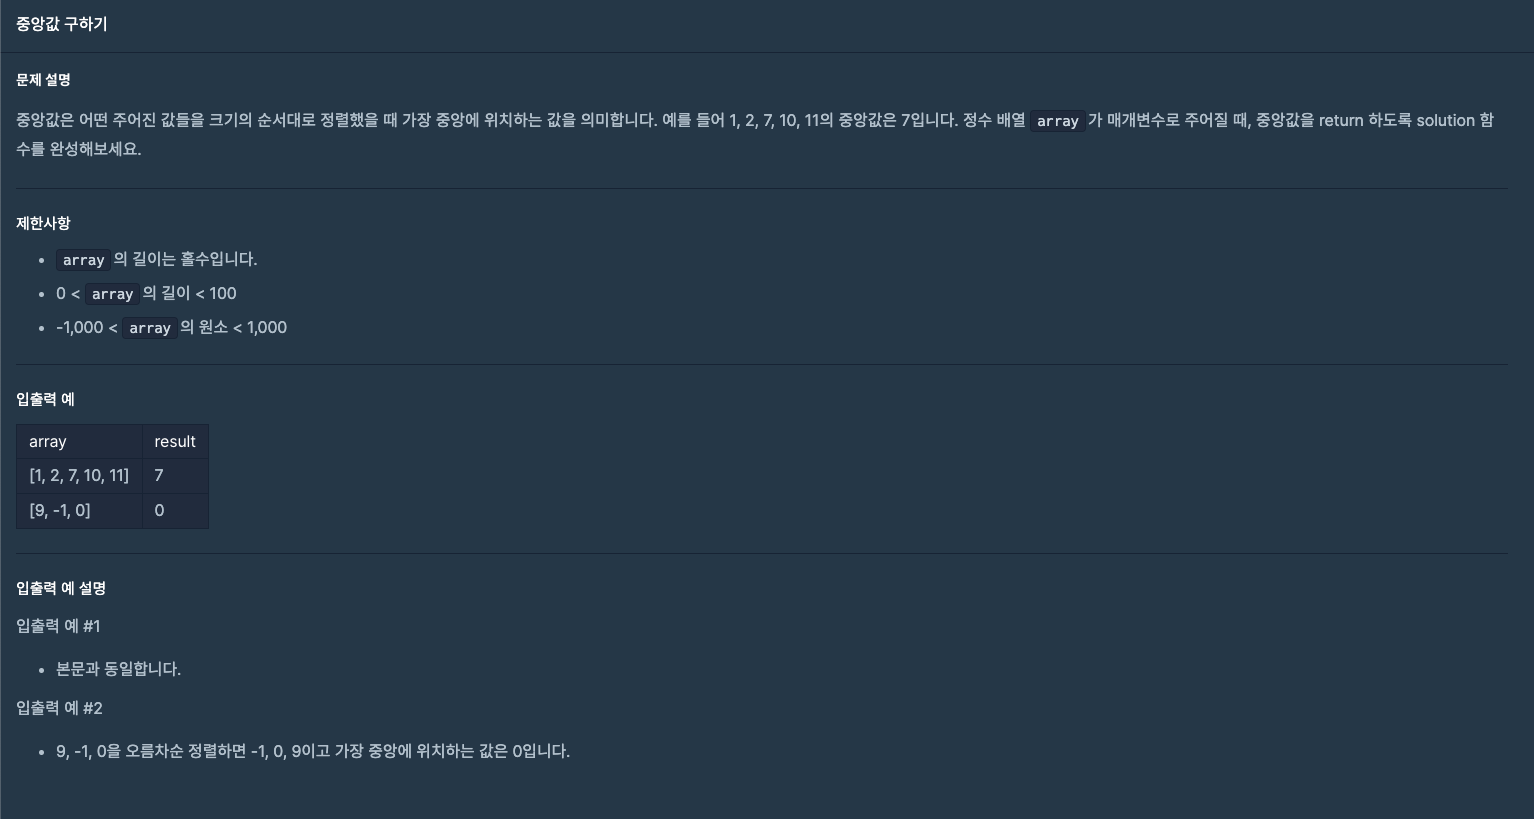 중앙값 구하기
문제 설명
중앙값은 어떤 주어진 값들을 크기의 순서대로 정렬했을 때 가장 중앙에 위치하는 값을 의미합니다. 예를 들어 1, 2, 7, 10, 11의 중앙값은 7입니다. 정수 배열 array 가 매개변수로 주어질 때, 중앙값을 return 하도록 solution 함
수를 완성해보세요.
제한사항
• array 의 길이는 홀수입니다.
• 0 < array 의 길이 < 100
• -1,000 < array 의 원소 < 1,000
입출력 예
array result
[1, 2, 7, 10, 11] 7
[9, -1, 0] 0
입출력 예 설명
입출력 예 #1
• 본문과 동일합니다.
입출력 예 #2
• 9, -1, 0을 오름차순 정렬하면 -1, 0, 9이고 가장 중앙에 위치하는 값은 0입니다.